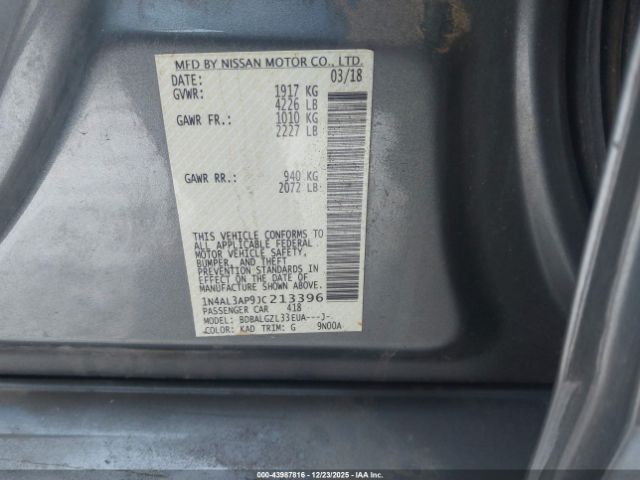 MFD BY NISSAN MOTOR CO., LTD.
DATE: 03/18
GVWR: 1917 KG
4226 LB
GAWR FR.: 1010 KG
2227 LB
GAWR RR.: 940 KG
2072 LB
THIS VEHICLE CONFORMS TO
ALL APPLICABLE FEDERAL
MOTOR VEHICLE SAFETY,
BUMPER, AND THEFT
PREVENTION STANDARDS IN
EFFECT ON THE DATE OF
MANUFACTURE SHOWN ABOVE.
1N4AL3AP9JC213396
PASSENGER CAR 418
MODEL: BDBALGZL33EUA---J-
COLOR: KAD TRIM: G 9N00A
000-43987816 - 12/23/2025 - IAAI.com